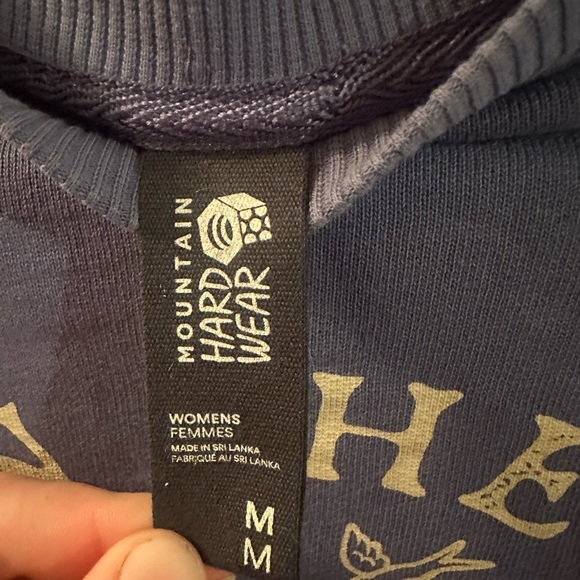 MOUNTAIN
HARD
WEAR
WOMENS
FEMMES
MADE IN SRI LANKA
FABRIQUÉ AU SRI LANKA
M
M
HE